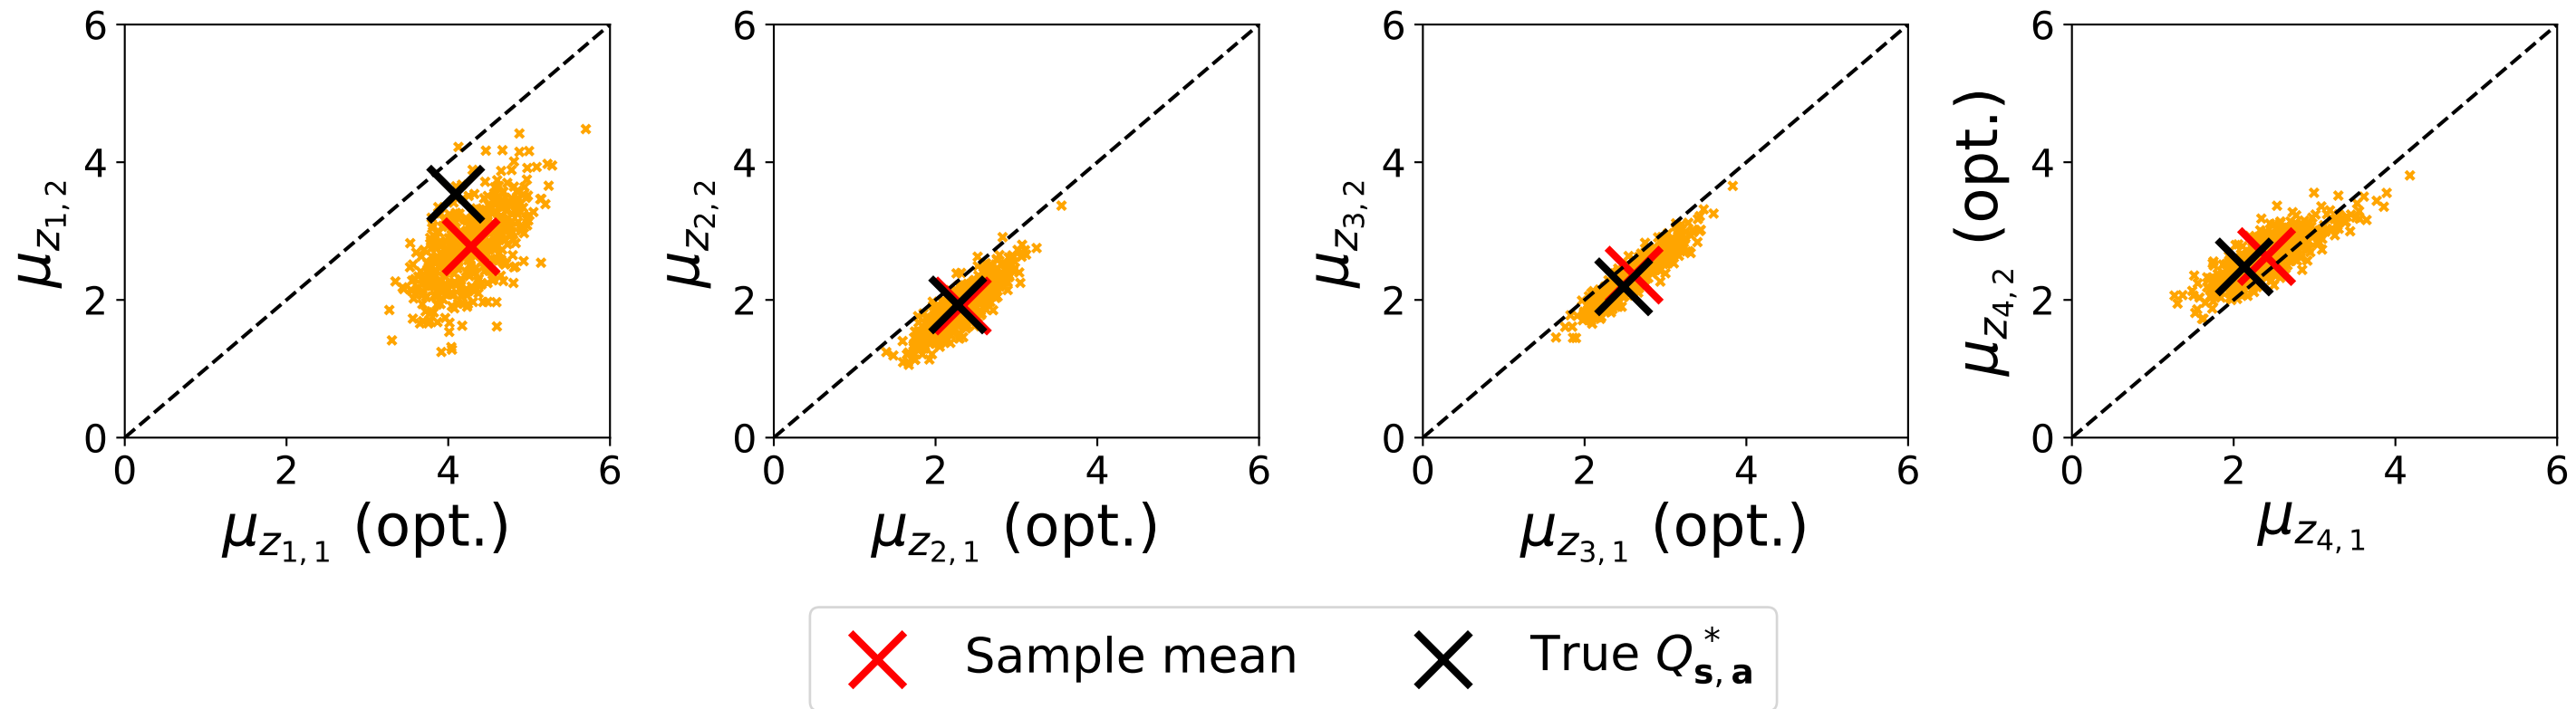 6
4
2
0
μz1,2
0 2 4 6
μz1,1 (opt.)
6
4
2
0
μz2,2
0 2 4 6
μz2,1 (opt.)
6
4
2
0
μz3,2
0 2 4 6
μz3,1 (opt.)
6
4
2
0
μz4,2 (opt.)
0 2 4 6
μz4,1
Sample mean
True Q*s,a